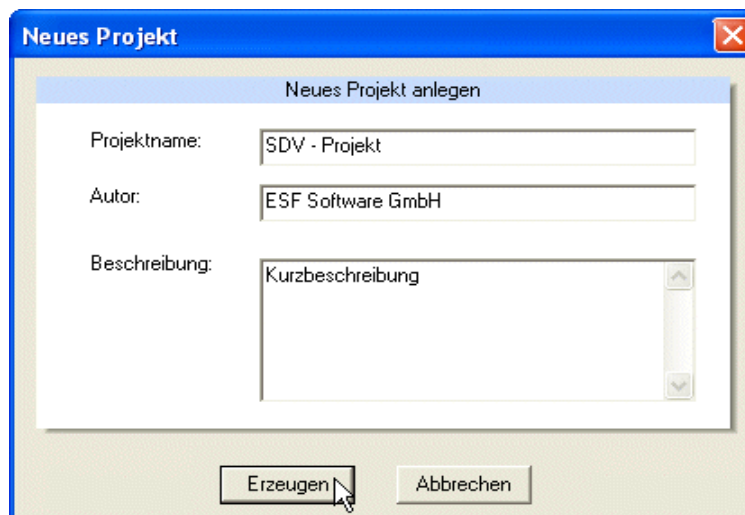 Neues Projekt
Neues Projekt anlegen
Projektname:
SDV - Projekt
Autor:
ESF Software GmbH
Beschreibung:
Kurzbeschreibung
Erzeugen
Abbrechen